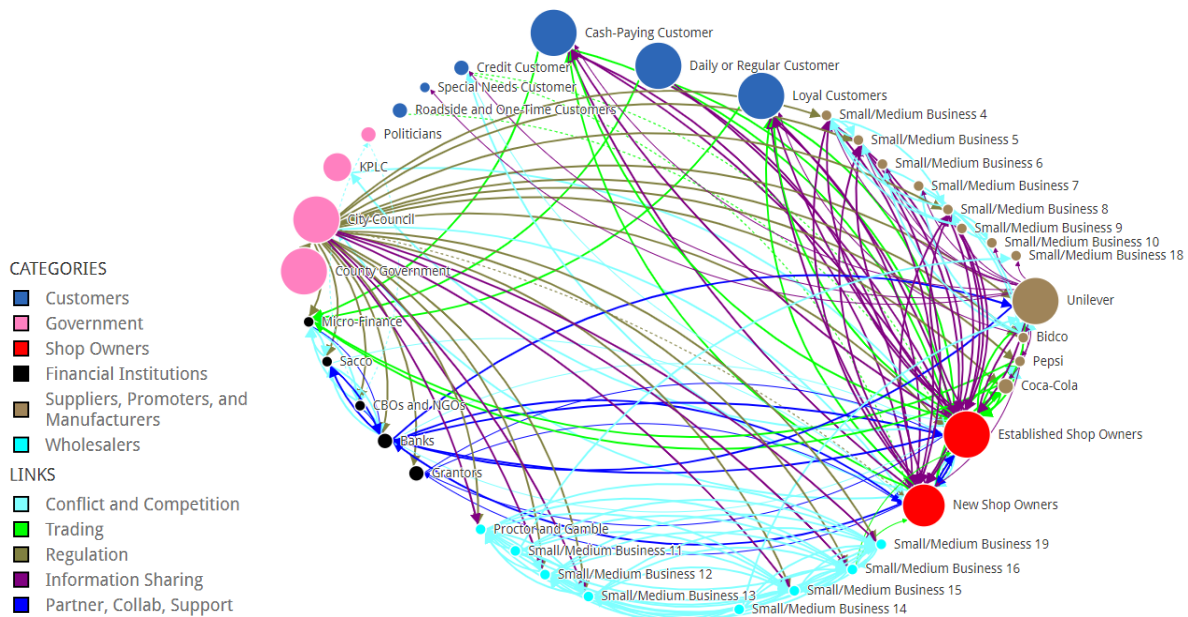 Cash-Paying Customer
Daily or Regular Customer
Credit Customer
Special Needs Customer
Loyal Customers
Roadside and One-Time Customers
Small/Medium Business 4
Politicians
Small/Medium Business 5
KPLC
Small/Medium Business 6
Small/Medium Business 7
Small/Medium Business 8
City Council
Small/Medium Business 9
Small/Medium Business 10
Small/Medium Business 18
County Government
Unilever
Micro-Finance
Bidco
Sacco
Pepsi
Coca-Cola
CBOs and NGOs
Banks
Established Shop Owners
Grantors
New Shop Owners
Proctor and Gamble
Small/Medium Business 19
Small/Medium Business 11
Small/Medium Business 16
Small/Medium Business 12
Small/Medium Business 15
Small/Medium Business 13
Small/Medium Business 14
CATEGORIES
Customers
Government
Shop Owners
Financial Institutions
Suppliers, Promoters, and
Manufacturers
Wholesalers
LINKS
Conflict and Competition
Trading
Regulation
Information Sharing
Partner, Collab, Support